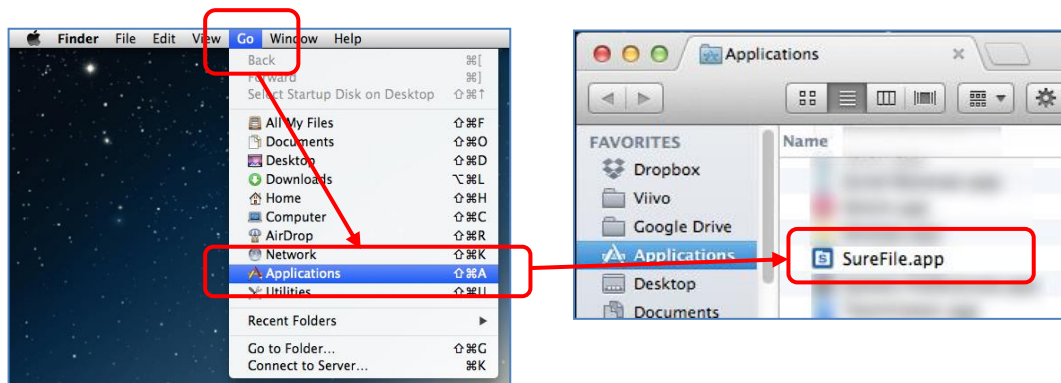 Finder File Edit View Go Window Help
Back ⌘[
Forward ⌘]
Select Startup Disk on Desktop ⇧⌘↑
All My Files ⇧⌘F
Documents ⇧⌘O
Desktop ⇧⌘D
Downloads ⌥⌘L
Home ⇧⌘H
Computer ⇧⌘C
AirDrop ⇧⌘R
Network ⇧⌘K
Applications ⇧⌘A
Utilities ⇧⌘U
Recent Folders
Go to Folder... ⇧⌘G
Connect to Server... ⌘K
Applications
FAVORITES
Dropbox
Viivo
Google Drive
Applications
Desktop
Documents
Name
S SureFile.app